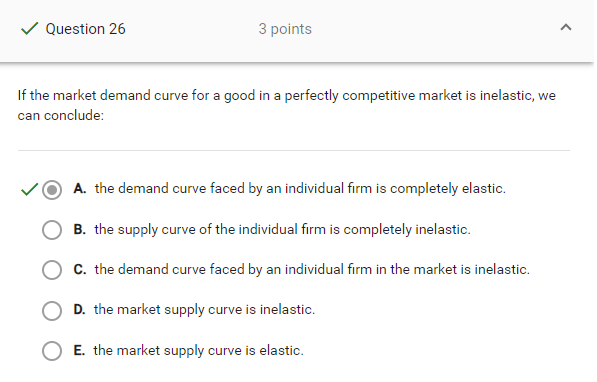 Question 26 3 points
If the market demand curve for a good in a perfectly competitive market is inelastic, we
can conclude:
A. the demand curve faced by an individual firm is completely elastic.
B. the supply curve of the individual firm is completely inelastic.
C. the demand curve faced by an individual firm in the market is inelastic.
D. the market supply curve is inelastic.
E. the market supply curve is elastic.